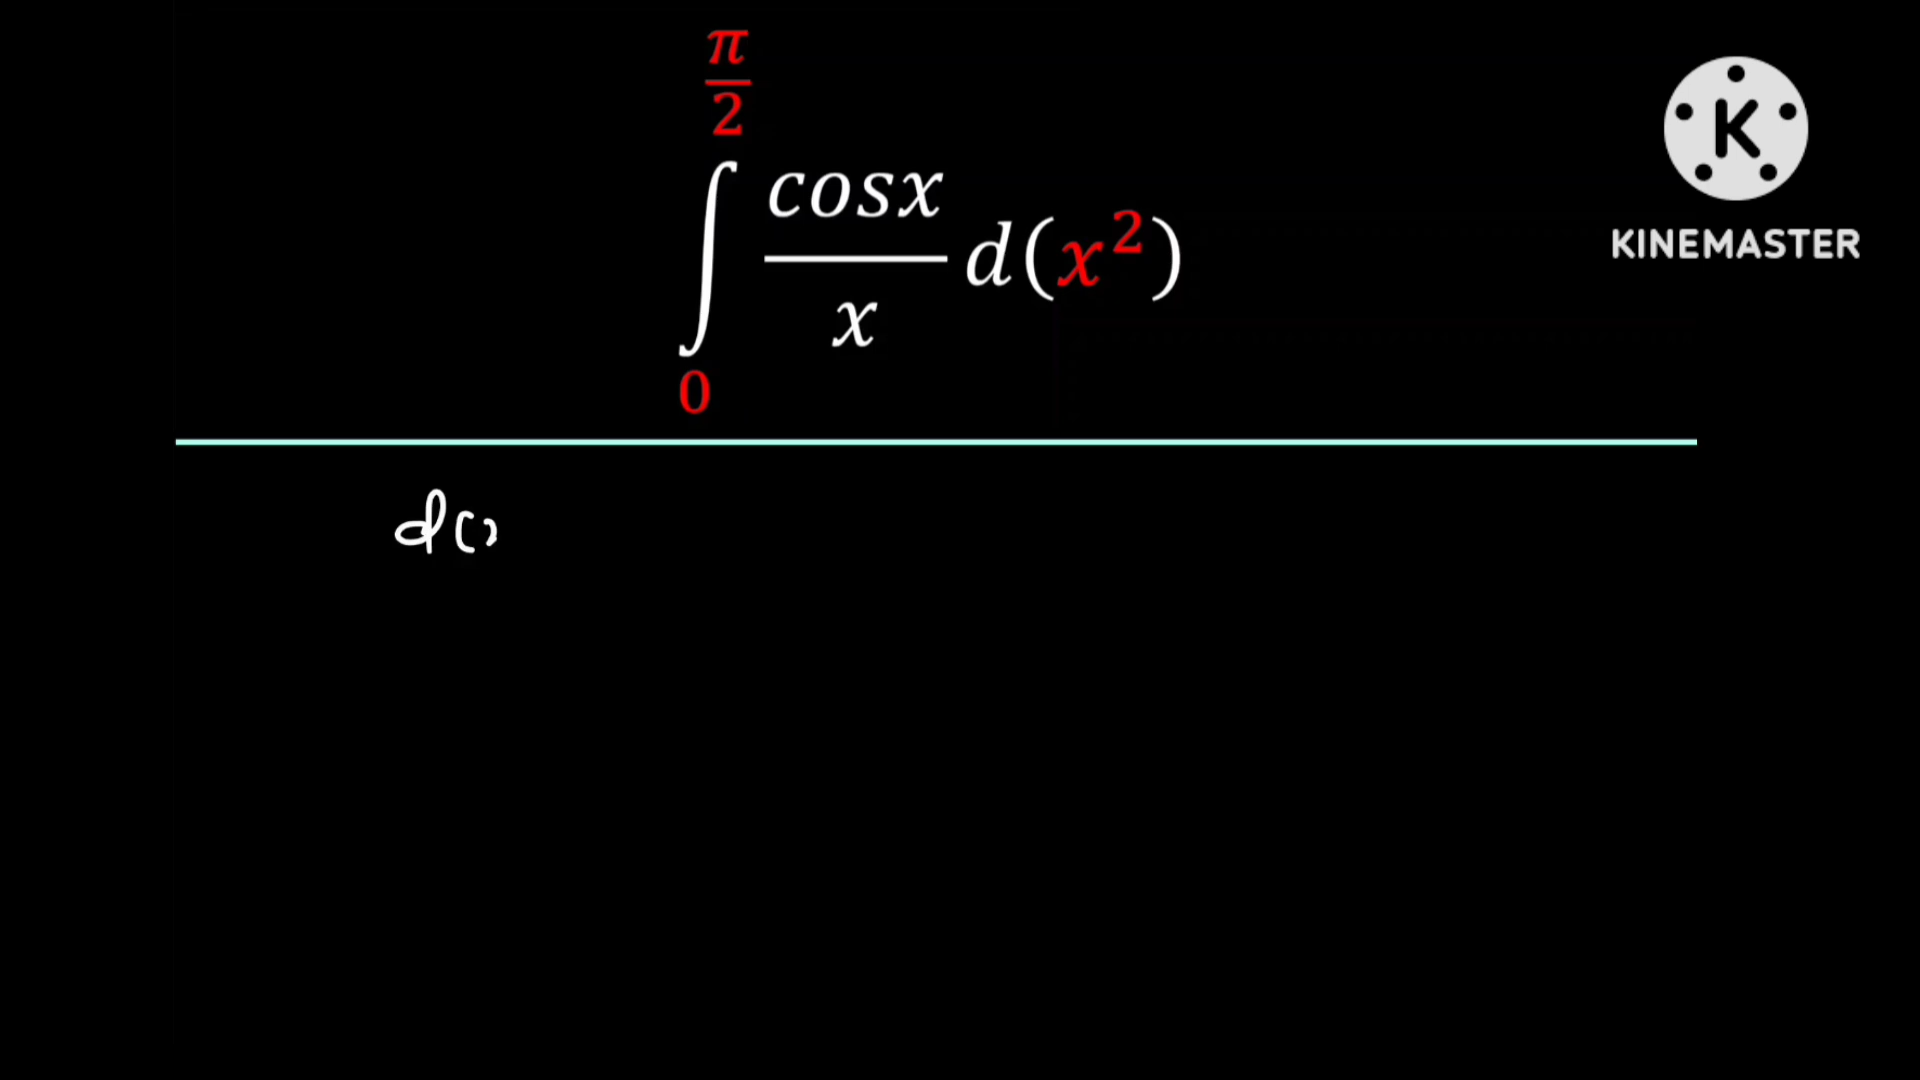 π/2
∫ cosx/x d(x²)
0
K
KINEMASTER
d(